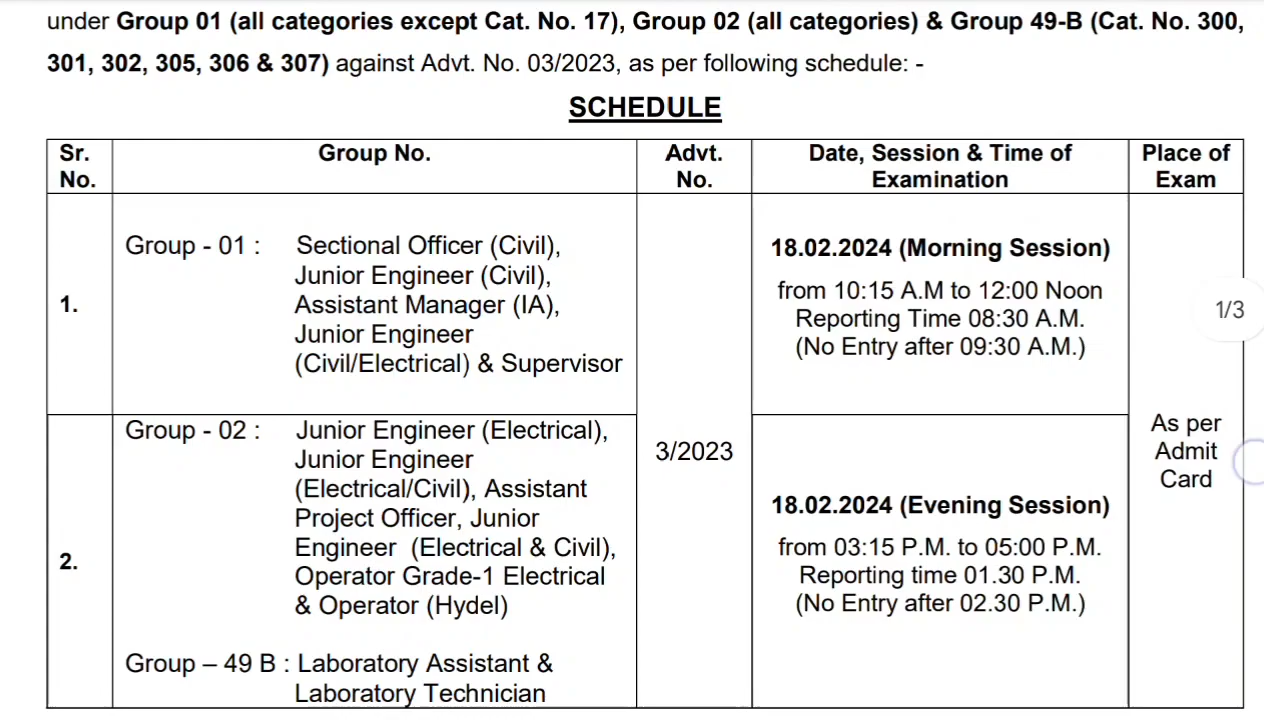 under Group 01 (all categories except Cat. No. 17), Group 02 (all categories) & Group 49-B (Cat. No. 300,
301, 302, 305, 306 & 307) against Advt. No. 03/2023, as per following schedule: -
SCHEDULE
Sr.
No.
Group No.
Advt.
No.
Date, Session & Time of
Examination
Place of
Exam
1.
Group - 01 : Sectional Officer (Civil),
Junior Engineer (Civil),
Assistant Manager (IA),
Junior Engineer
(Civil/Electrical) & Supervisor
3/2023
18.02.2024 (Morning Session)
from 10:15 A.M to 12:00 Noon
Reporting Time 08:30 A.M.
(No Entry after 09:30 A.M.)
As per
Admit
Card
2.
Group - 02 : Junior Engineer (Electrical),
Junior Engineer
(Electrical/Civil), Assistant
Project Officer, Junior
Engineer (Electrical & Civil),
Operator Grade-1 Electrical
& Operator (Hydel)
Group – 49 B : Laboratory Assistant &
Laboratory Technician
18.02.2024 (Evening Session)
from 03:15 P.M. to 05:00 P.M.
Reporting time 01.30 P.M.
(No Entry after 02.30 P.M.)
1/3